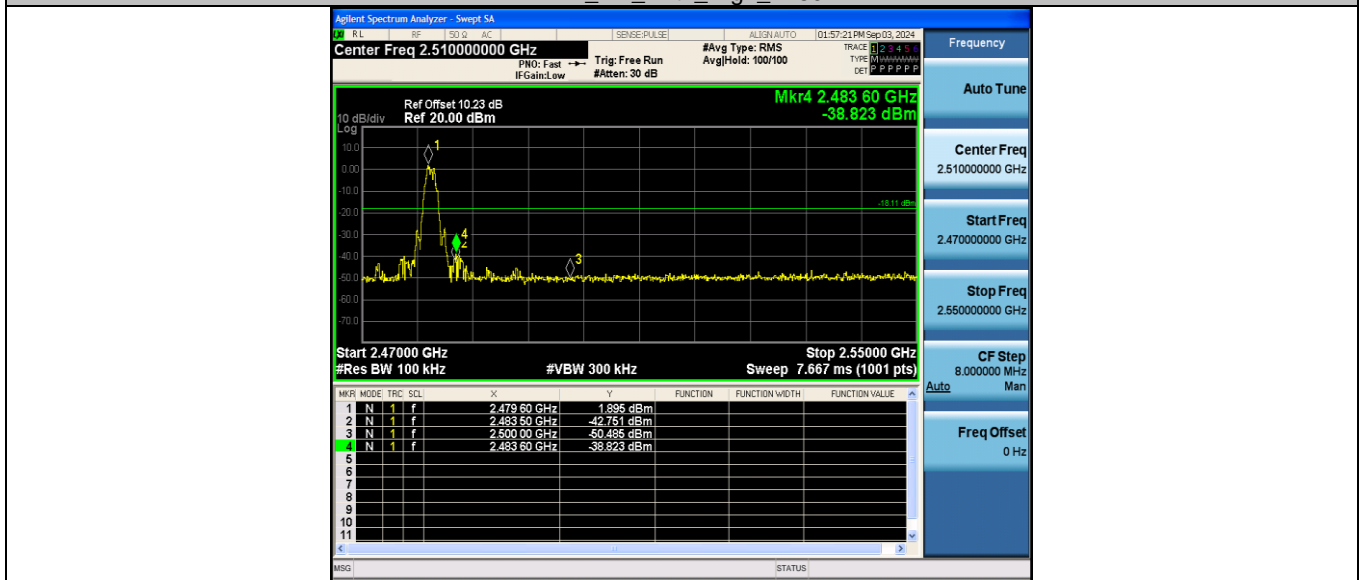 Agilent Spectrum Analyzer - Swept SA
RL RF 50 Ω AC SENSE:PULSE ALIGN AUTO 01:57:21 PM Sep 03, 2024
Center Freq 2.510000000 GHz
PNO: Fast
IFGain:Low
Trig: Free Run
#Atten: 30 dB
#Avg Type: RMS
Avg|Hold: 100/100
TRACE 1 2 3 4 5 6
TYPE M
DET P P P P P P
Ref Offset 10.23 dB
10 dB/div Ref 20.00 dBm
Log
Mkr4 2.483 60 GHz
-38.823 dBm
10.0
0.00
-10.0
-20.0
-30.0
-40.0
-50.0
-60.0
-70.0
1
4
2
3
-18.11 dBm
Start 2.47000 GHz Stop 2.55000 GHz
#Res BW 100 kHz #VBW 300 kHz Sweep 7.667 ms (1001 pts)
MKR MODE TRC SCL X Y FUNCTION FUNCTION WIDTH FUNCTION VALUE
1 N 1 f 2.479 60 GHz 1.895 dBm
2 N 1 f 2.483 50 GHz -42.751 dBm
3 N 1 f 2.500 00 GHz -50.485 dBm
4 N 1 f 2.483 60 GHz -38.823 dBm
5
6
7
8
9
10
11
MSG STATUS
Frequency
Auto Tune
Center Freq
2.510000000 GHz
Start Freq
2.470000000 GHz
Stop Freq
2.550000000 GHz
CF Step
8.000000 MHz
Auto Man
Freq Offset
0 Hz